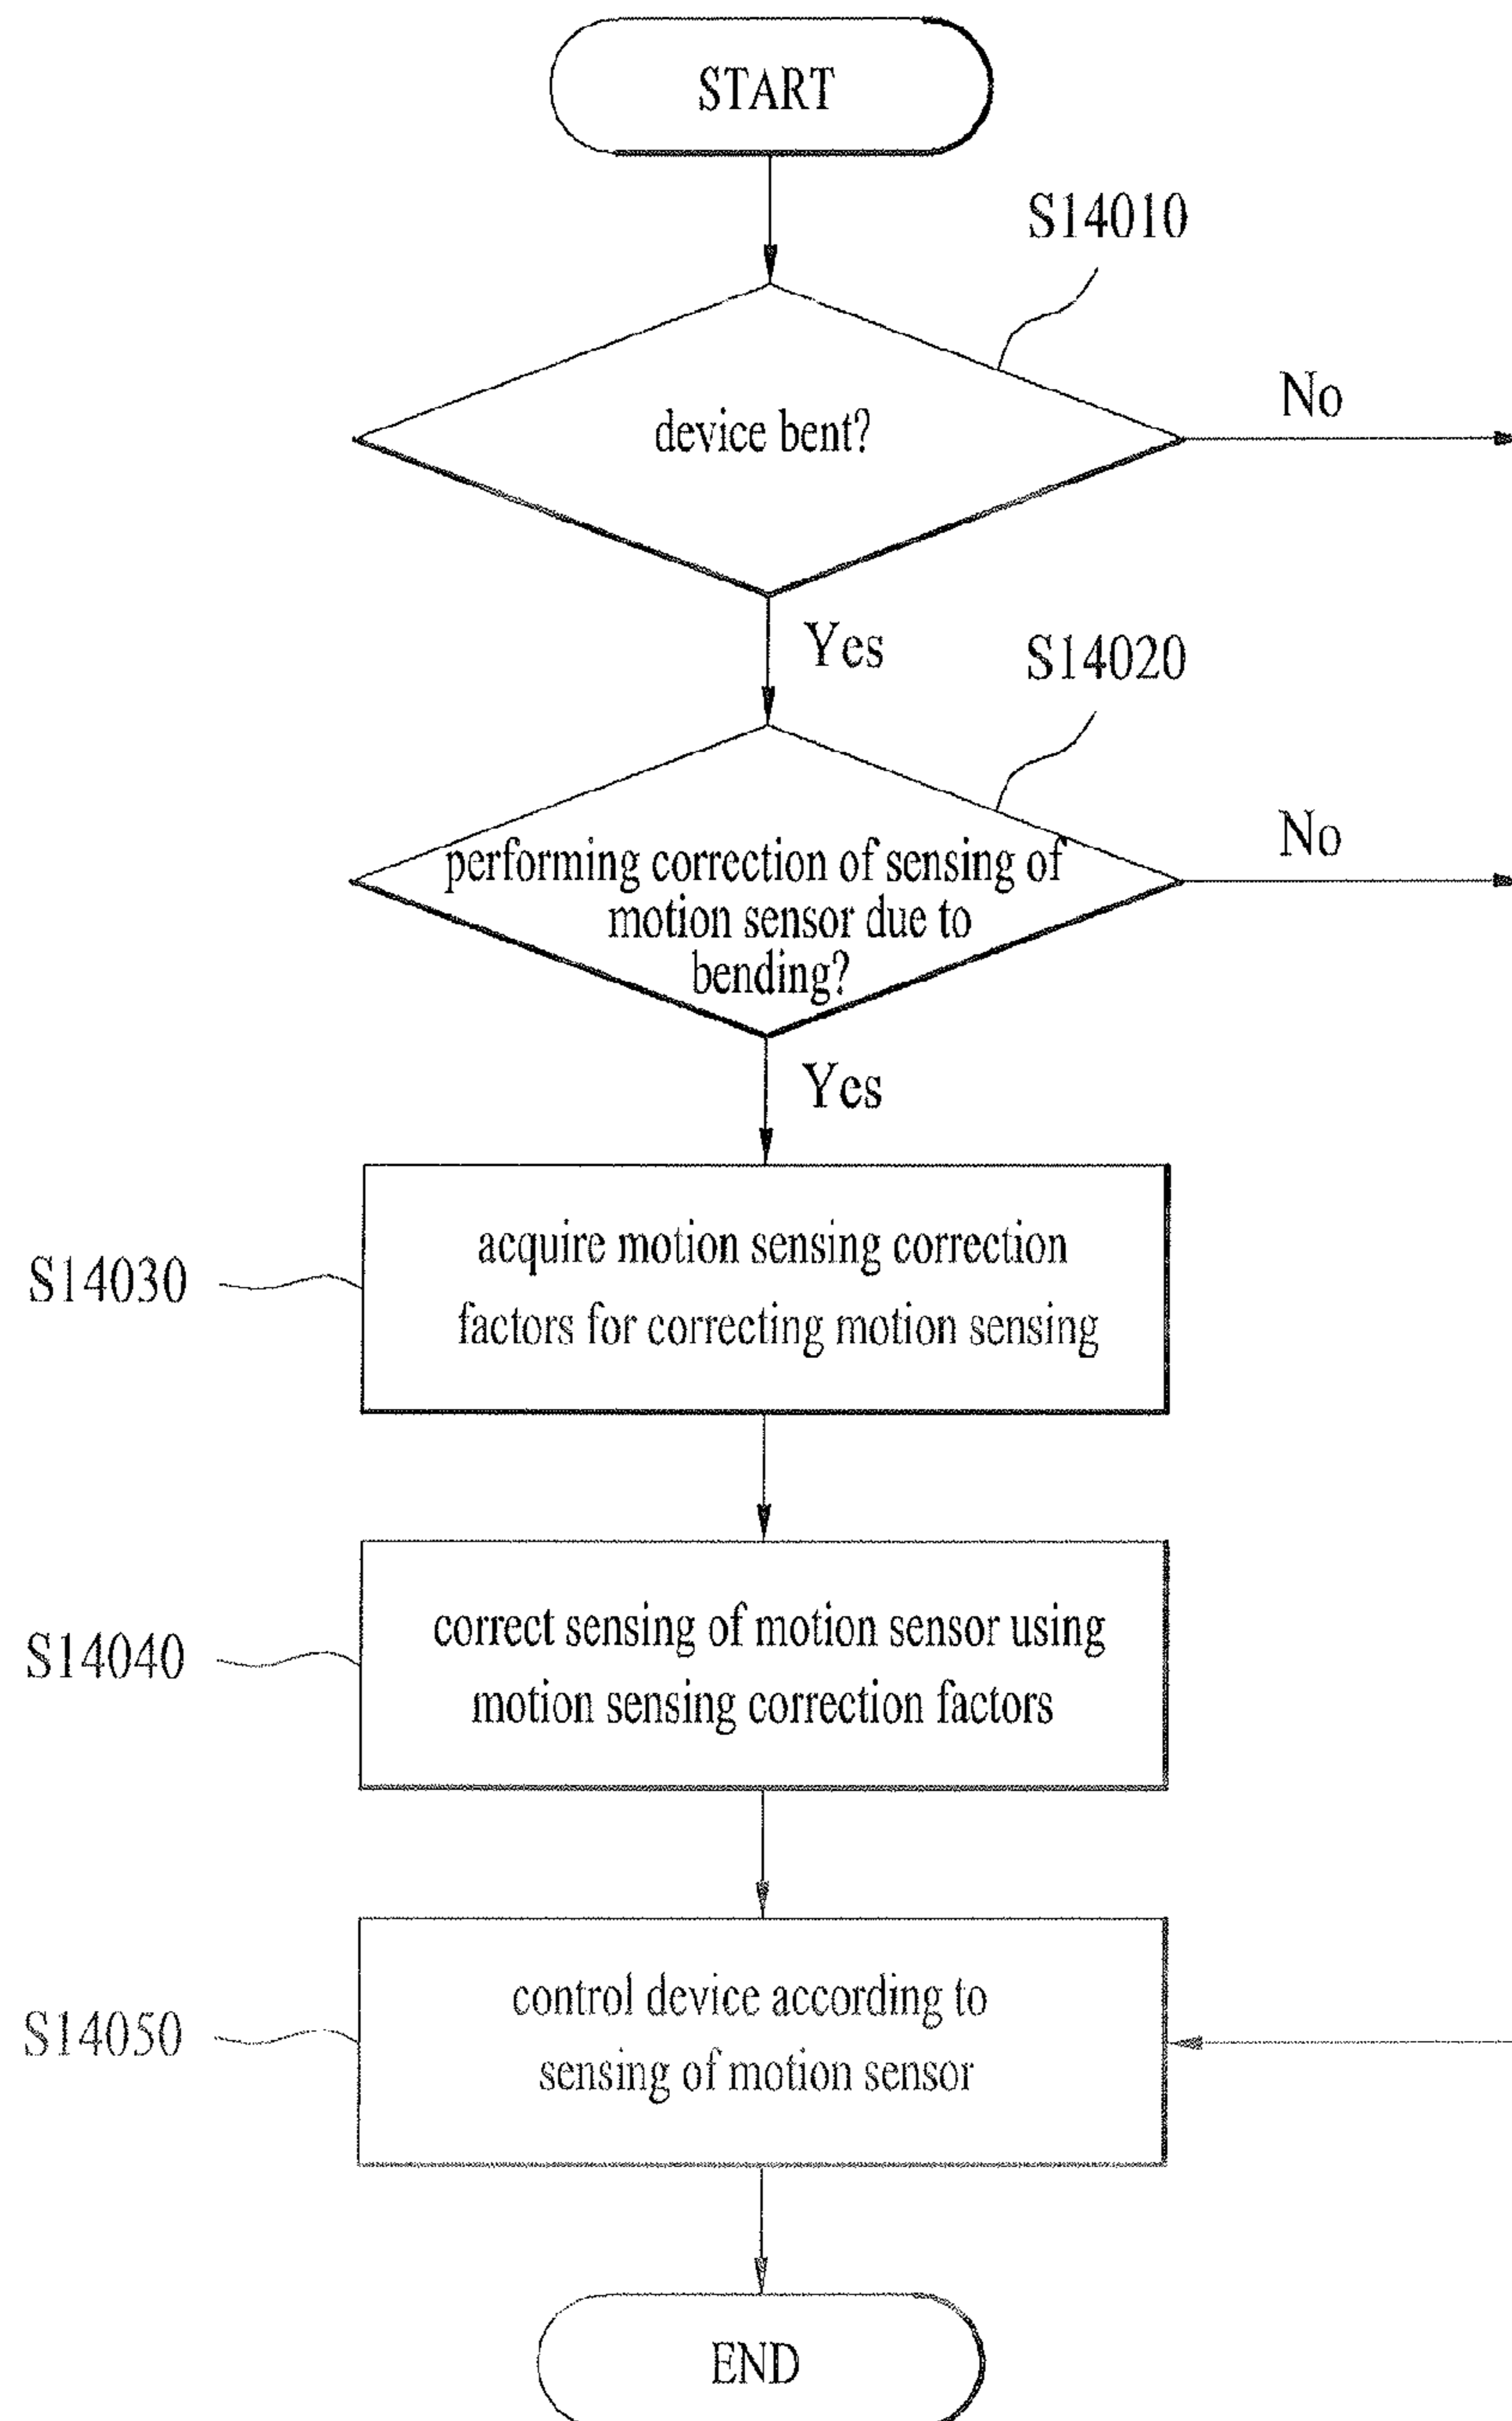 START
S14010
device bent?
No
Yes
S14020
performing correction of sensing of
motion sensor due to
bending?
No
Yes
S14030
acquire motion sensing correction
factors for correcting motion sensing
S14040
correct sensing of motion sensor using
motion sensing correction factors
S14050
control device according to
sensing of motion sensor
END